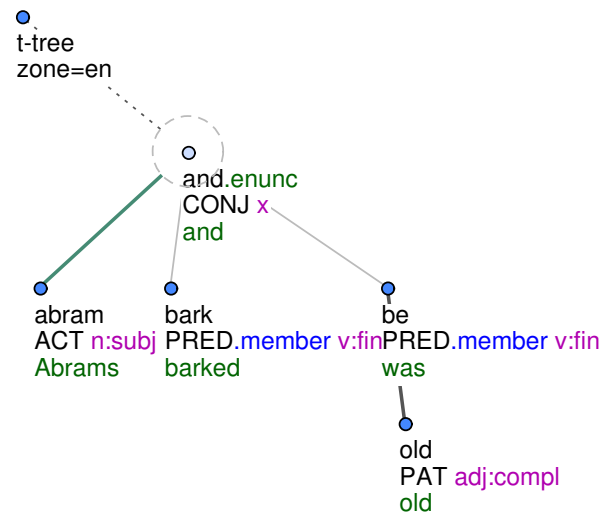 t-tree
zone=en
and.enunc
CONJ x
and
abram
ACT n:subj
Abrams
bark
PRED.member v:fin
barked
be
PRED.member v:fin
was
old
PAT adj:compl
old